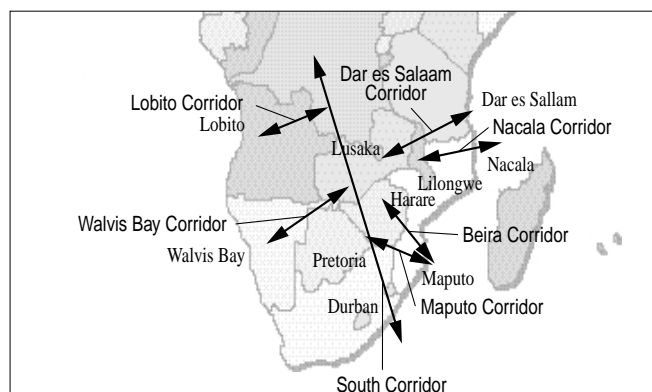 Dar es Salaam
Corridor
Lobito Corridor
Lobito
Dar es Sallam
Nacala Corridor
Lusaka
Nacala
Lilongwe
Harare
Walvis Bay Corridor
Walvis Bay
Beira Corridor
Pretoria
Maputo
Maputo Corridor
Durban
South Corridor